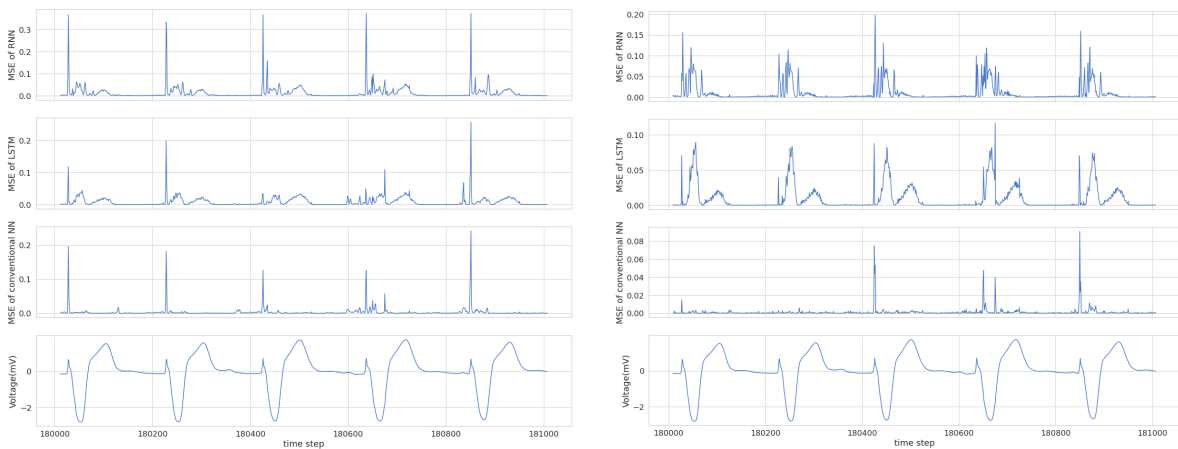 MSE of RNN
0.3
0.2
0.1
0.0
MSE of LSTM
0.2
0.1
0.0
MSE of conventional NN
0.2
0.1
0.0
Voltage(mV)
0
−2
180000 180200 180400 180600 180800 181000
time step
MSE of RNN
0.20
0.15
0.10
0.05
0.00
MSE of LSTM
0.10
0.05
0.00
MSE of conventional NN
0.08
0.06
0.04
0.02
0.00
Voltage(mV)
0
−2
180000 180200 180400 180600 180800 181000
time step